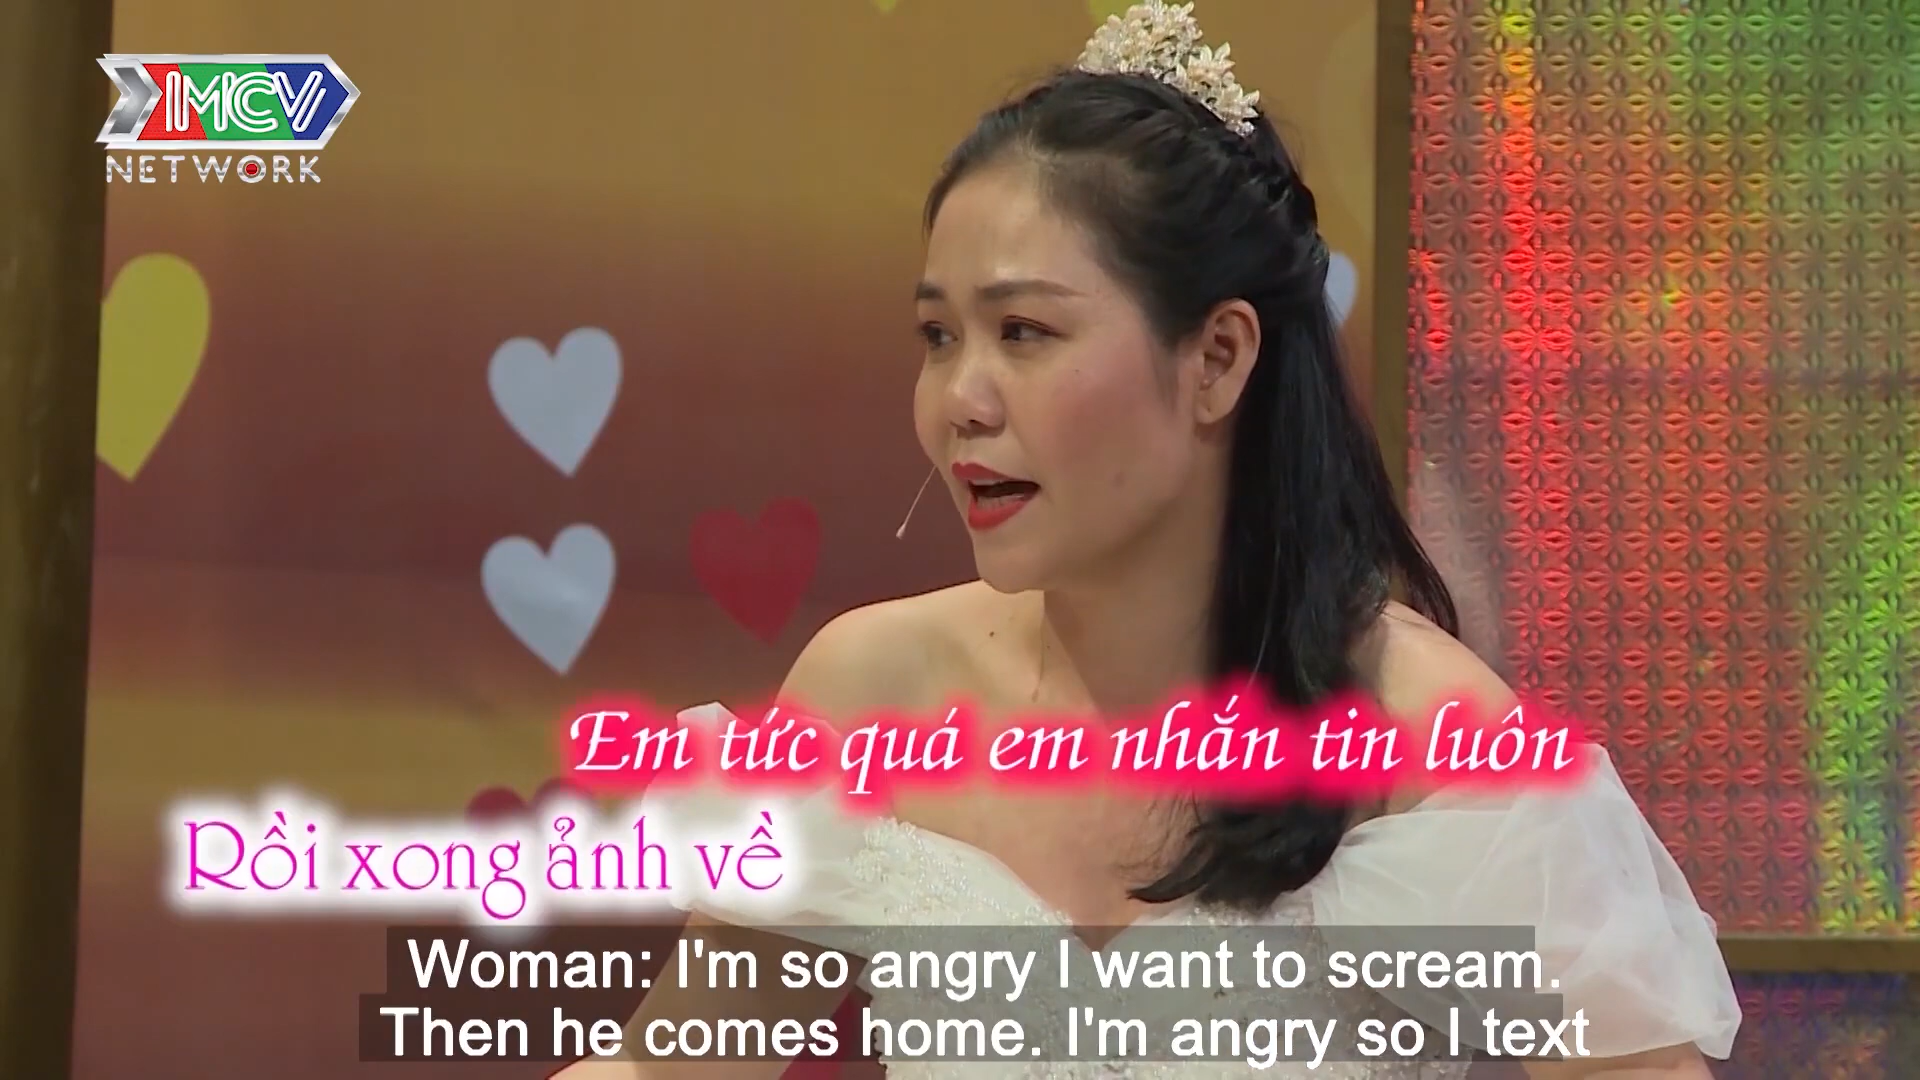 MCV
NETWORK
Em tức quá em nhắn tin luôn
Rồi xong ảnh về
Woman: I'm so angry I want to scream.
Then he comes home. I'm angry so I text